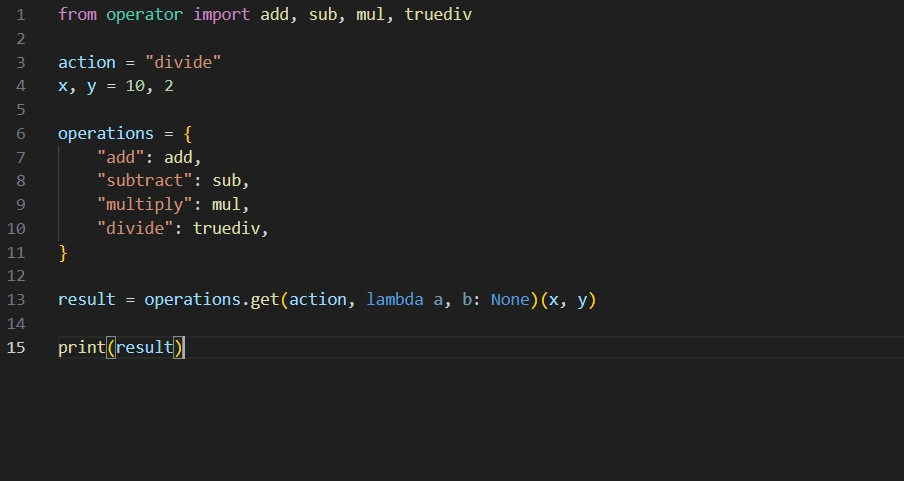 1 from operator import add, sub, mul, truediv
2
3 action = "divide"
4 x, y = 10, 2
5
6 operations = {
7     "add": add,
8     "subtract": sub,
9     "multiply": mul,
10     "divide": truediv,
11 }
12
13 result = operations.get(action, lambda a, b: None)(x, y)
14
15 print(result)